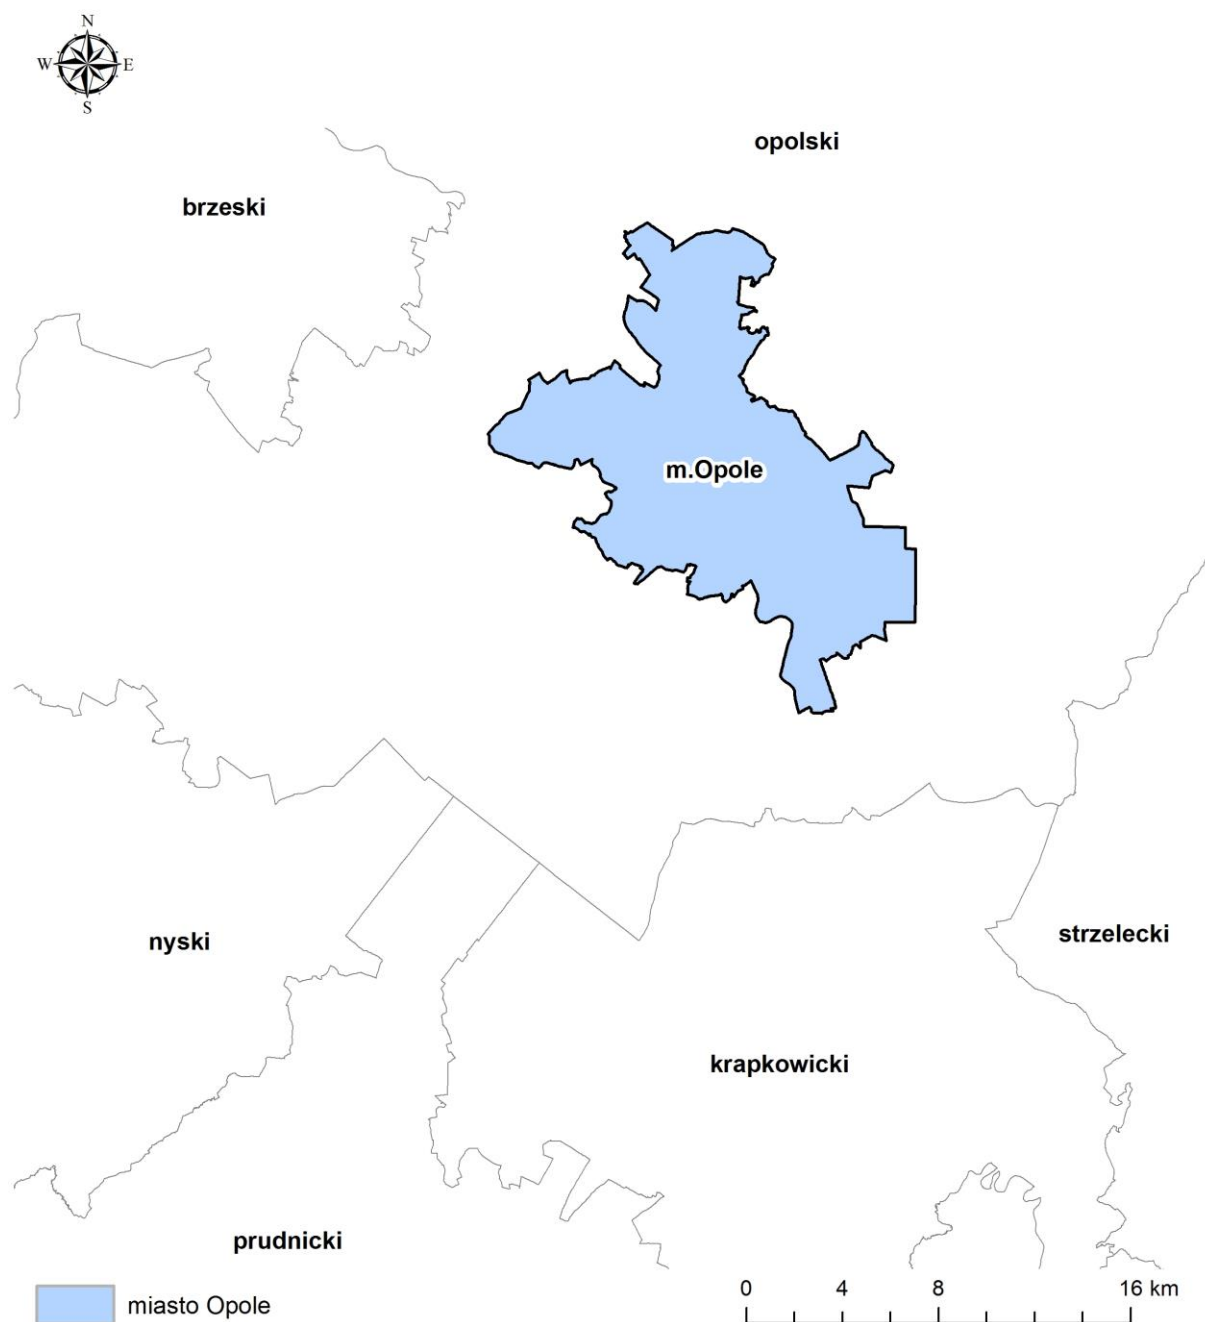 N
W E
S
opolski
brzeski
m.Opole
nyski
strzelecki
krapkowicki
prudnicki
miasto Opole
0 4 8 16 km